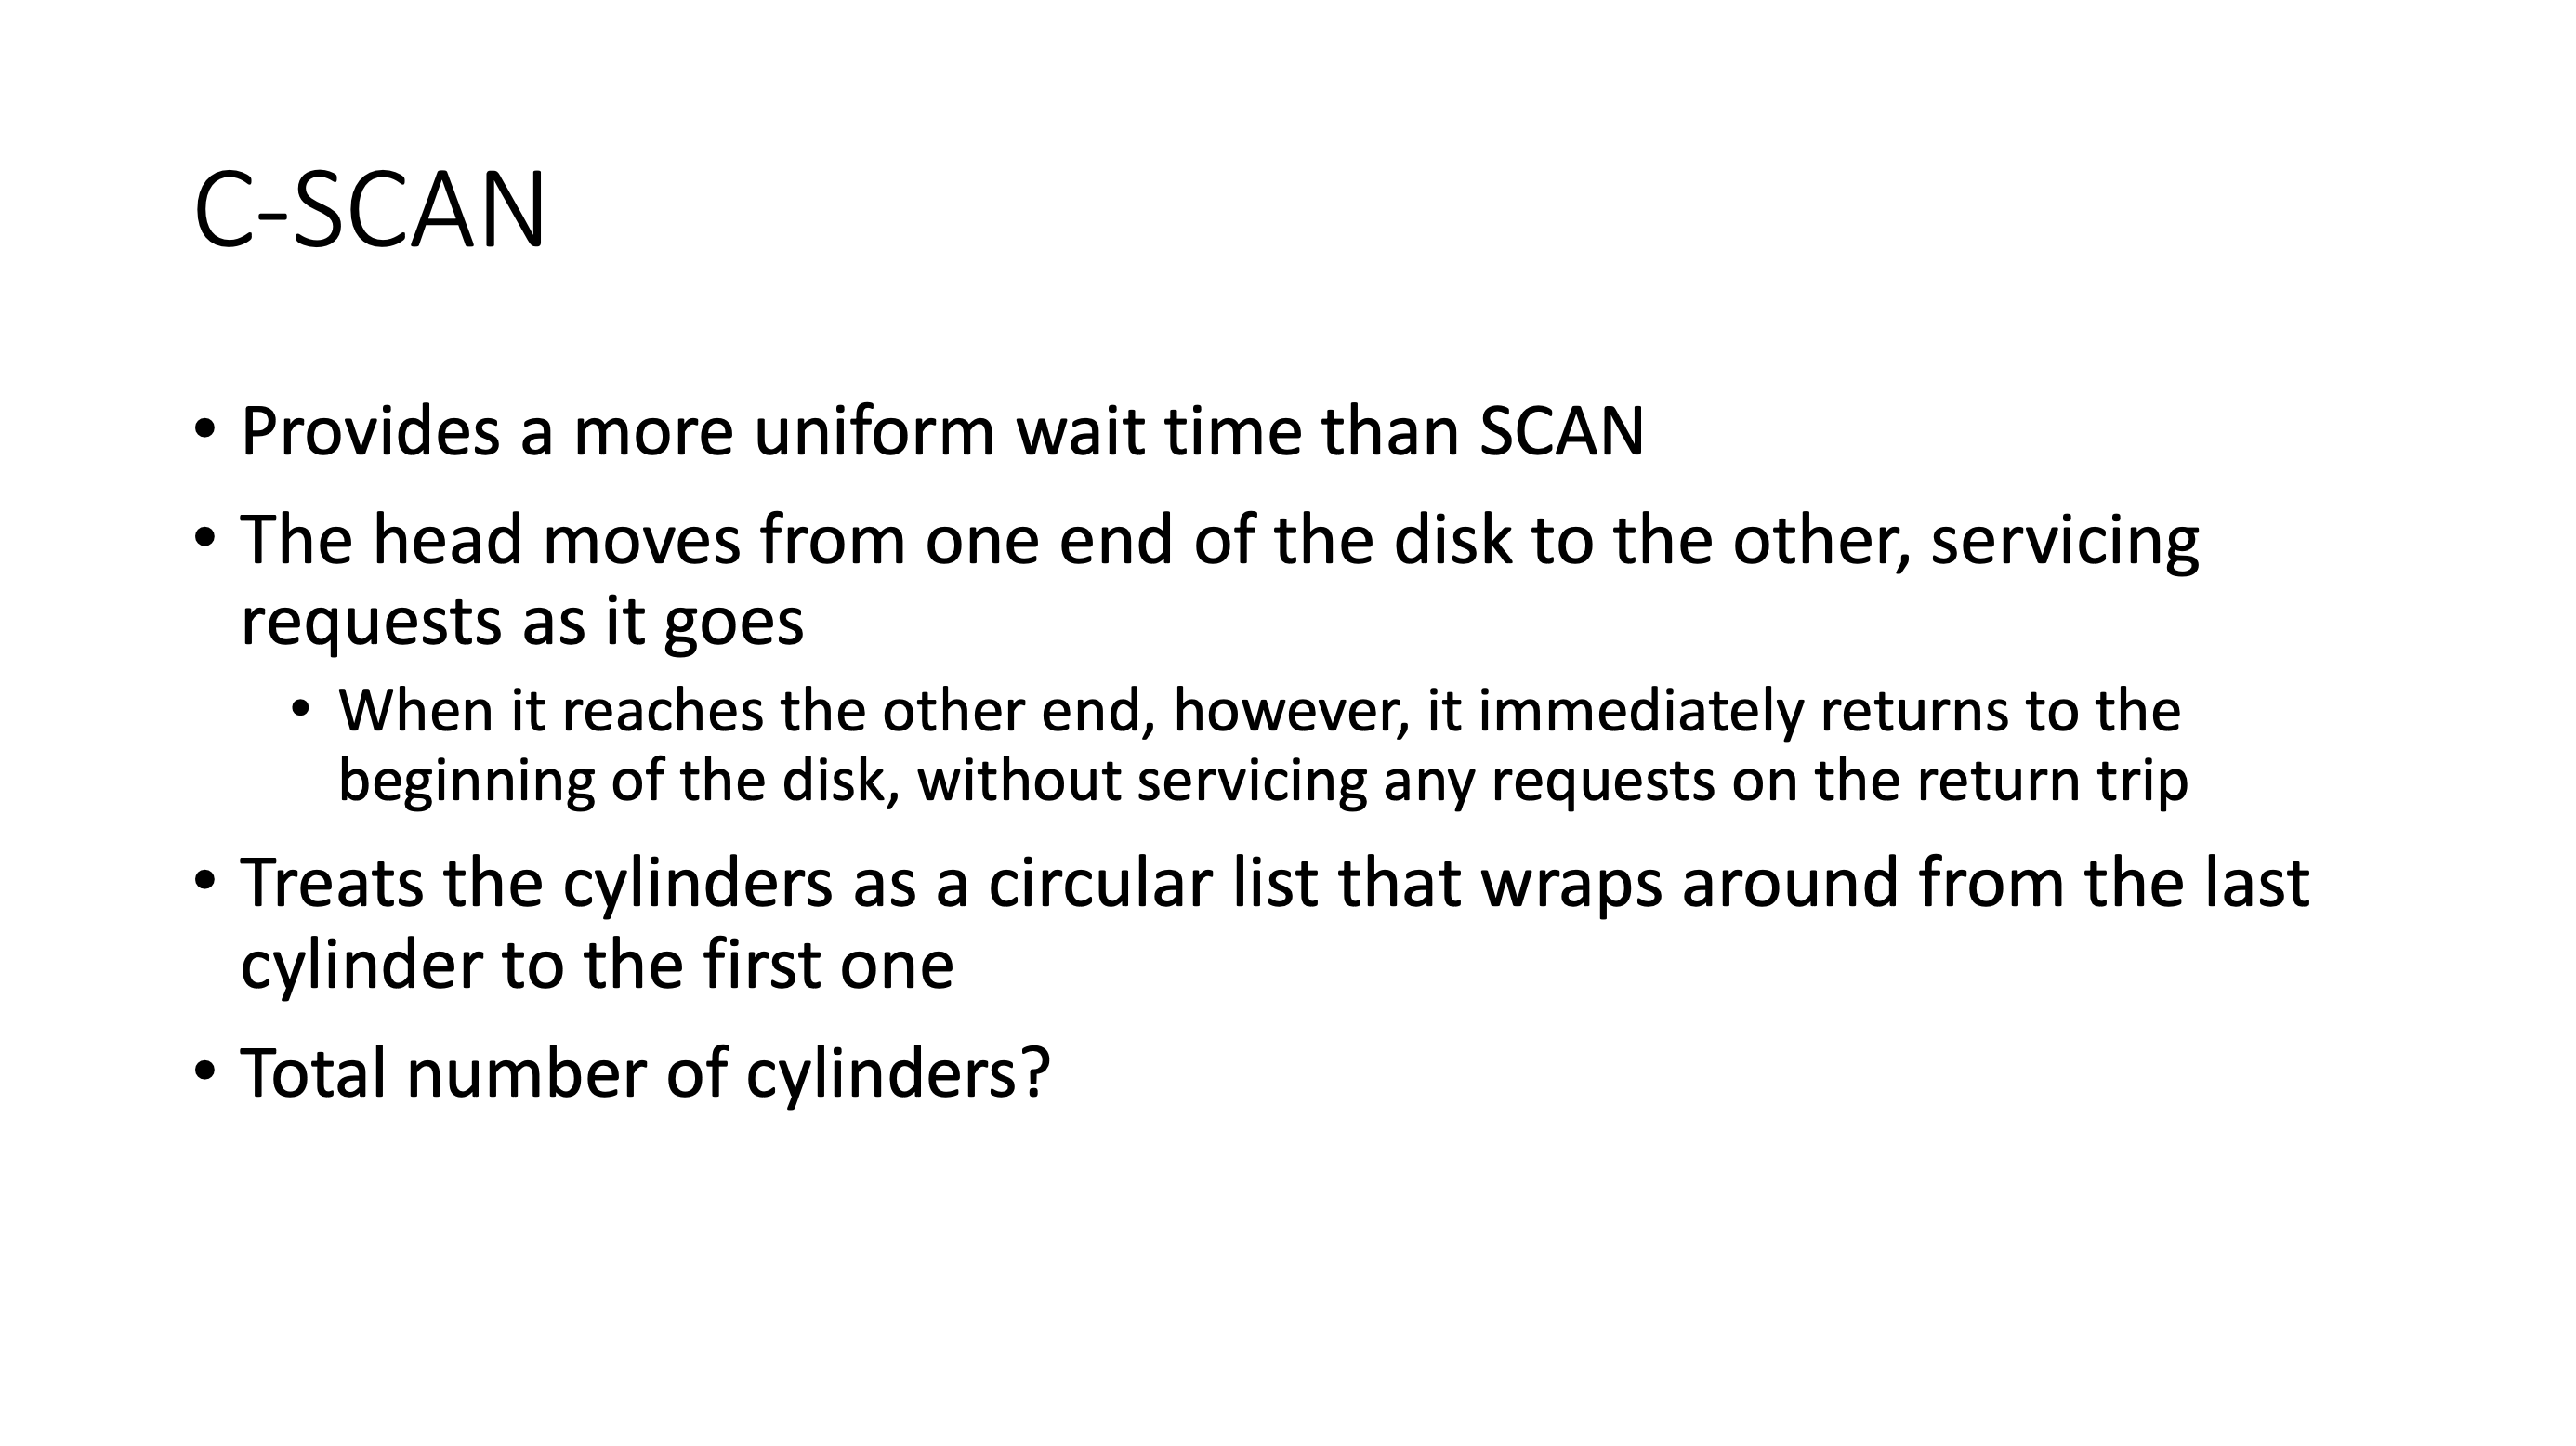 C-SCAN
• Provides a more uniform wait time than SCAN
• The head moves from one end of the disk to the other, servicing
requests as it goes
• When it reaches the other end, however, it immediately returns to the
beginning of the disk, without servicing any requests on the return trip
• Treats the cylinders as a circular list that wraps around from the last
cylinder to the first one
• Total number of cylinders?